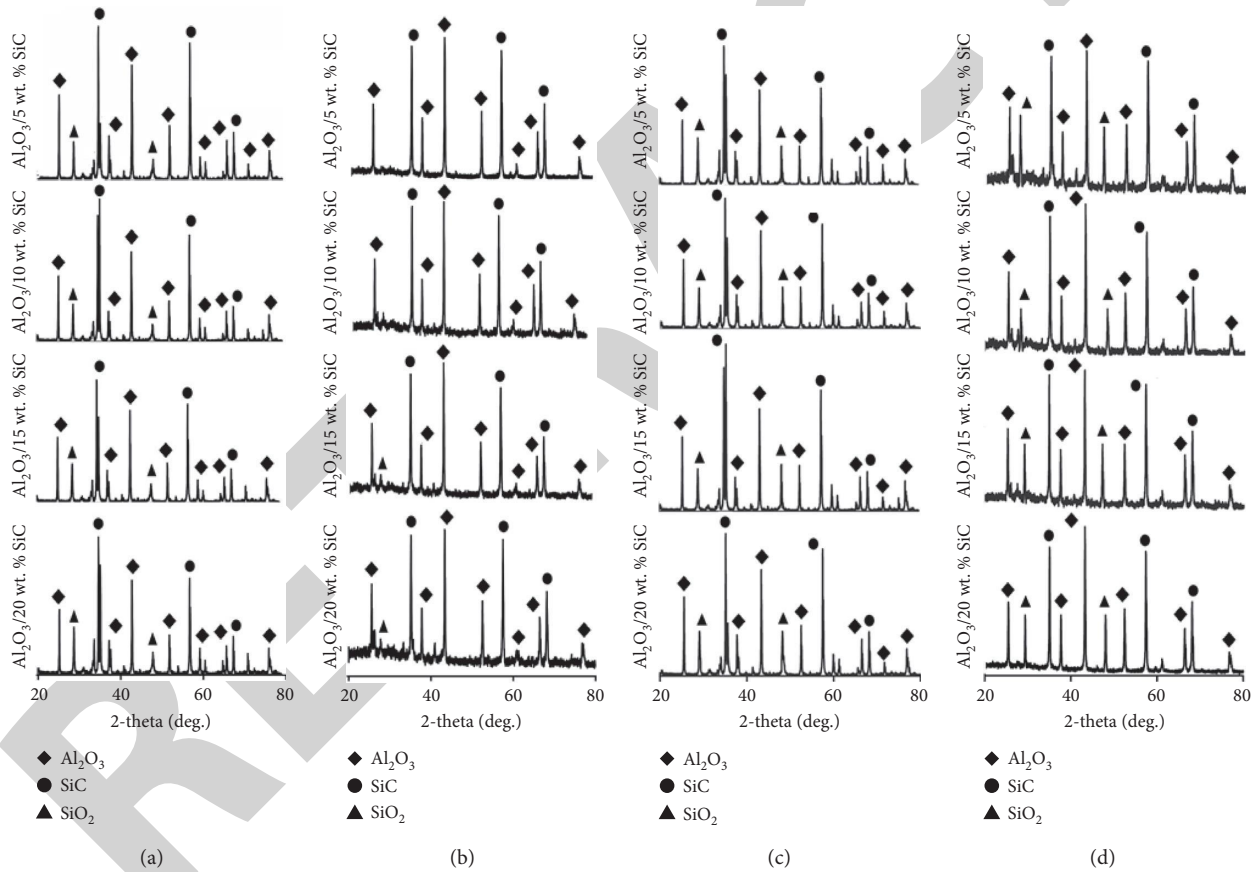 Al₂O₃/5 wt. % SiC
Al₂O₃/10 wt. % SiC
Al₂O₃/15 wt. % SiC
Al₂O₃/20 wt. % SiC
20 40 60 80
2-theta (deg.)
◆ Al₂O₃
● SiC
▲ SiO₂
(a)
Al₂O₃/5 wt. % SiC
Al₂O₃/10 wt. % SiC
Al₂O₃/15 wt. % SiC
Al₂O₃/20 wt. % SiC
20 40 60 80
2-theta (deg.)
◆ Al₂O₃
● SiC
▲ SiO₂
(b)
Al₂O₃/5 wt. % SiC
Al₂O₃/10 wt. % SiC
Al₂O₃/15 wt. % SiC
Al₂O₃/20 wt. % SiC
20 40 60 80
2-theta (deg.)
◆ Al₂O₃
● SiC
▲ SiO₂
(c)
Al₂O₃/5 wt. % SiC
Al₂O₃/10 wt. % SiC
Al₂O₃/15 wt. % SiC
Al₂O₃/20 wt. % SiC
20 40 60 80
2-theta (deg.)
◆ Al₂O₃
● SiC
▲ SiO₂
(d)